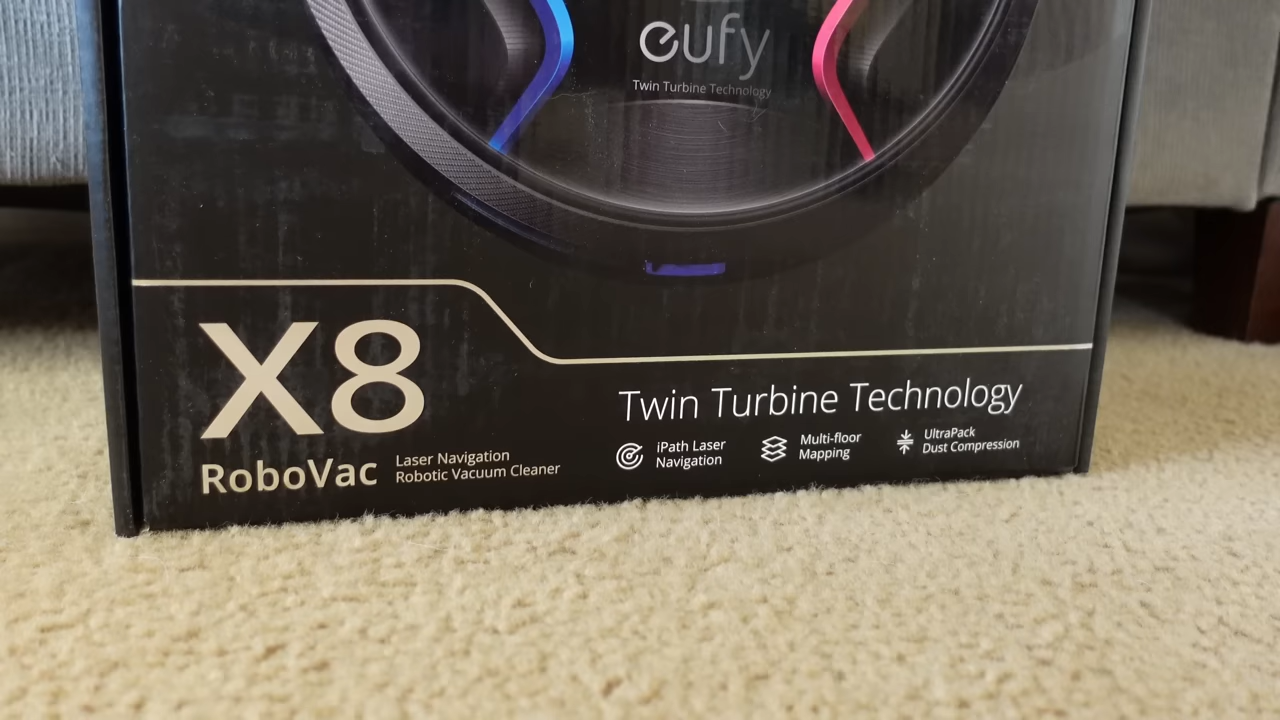 eufy
Twin Turbine Technology
X8
RoboVac
Laser Navigation
Robotic Vacuum Cleaner
Twin Turbine Technology
iPath Laser
Navigation
Multi-floor
Mapping
UltraPack
Dust Compression